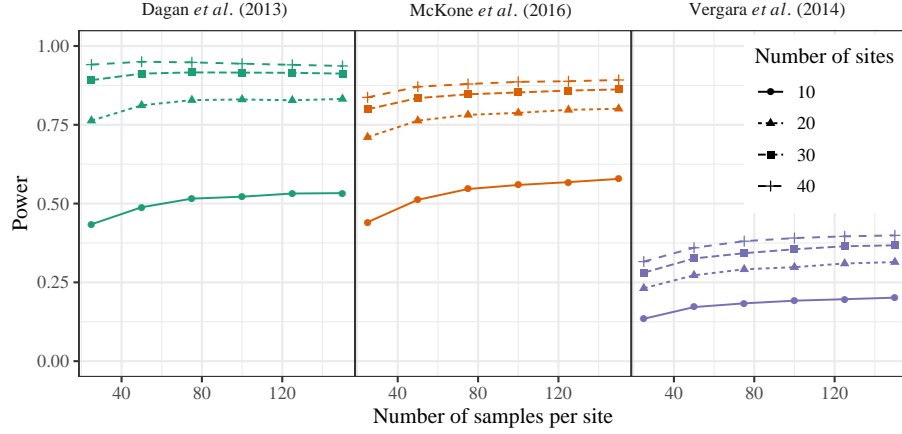 Dagan et al. (2013) McKone et al. (2016) Vergara et al. (2014)
Power
1.00
0.75
0.50
0.25
0.00
Number of sites
10
20
30
40
40 80 120 40 80 120 40 80 120
Number of samples per site